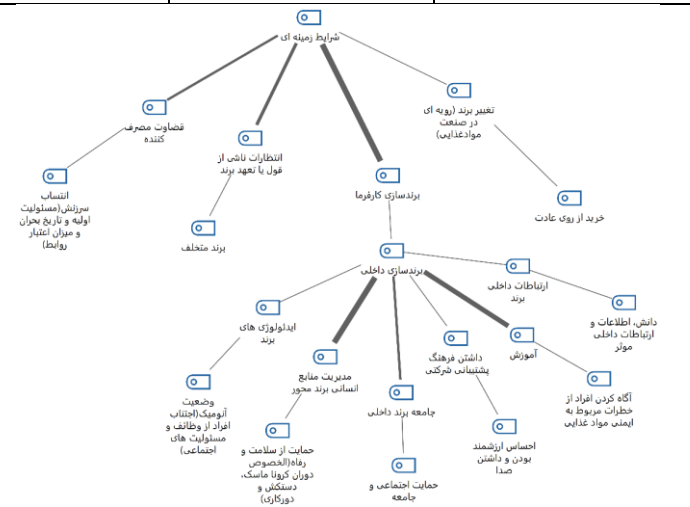 شرایط زمینه ای
تغییر برند (رویه ای
در صنعت
موادغذایی)
قضاوت مصرف
کننده
انتظارات ناشی از
قول یا تعهد برند
برندسازی کارفرما
خرید از روی عادت
انتساب
سرزنش(مسئولیت
اولیه و تاریخ بحران
و میزان اعتبار
روابط)
برند متخلف
برندسازی داخلی
ارتباطات داخلی
برند
دانش، اطلاعات و
ارتباطات داخلی
موثر
ایدئولوژی های
برند
مدیریت منابع
انسانی برند محور
جامعه برند داخلی
داشتن فرهنگ
پشتیبانی شرکتی
آموزش
آگاه کردن افراد از
خطرات مربوط به
ایمنی مواد غذایی
وضعیت
آنومیک(اجتناب
افراد از وظائف و
مسئولیت های
اجتماعی)
حمایت از سلامت و
رفاه(الخصوص
دوران کرونا ماسک،
دستکش و
دورکاری)
حمایت اجتماعی و
جامعه
احساس ارزشمند
بودن و داشتن
صدا